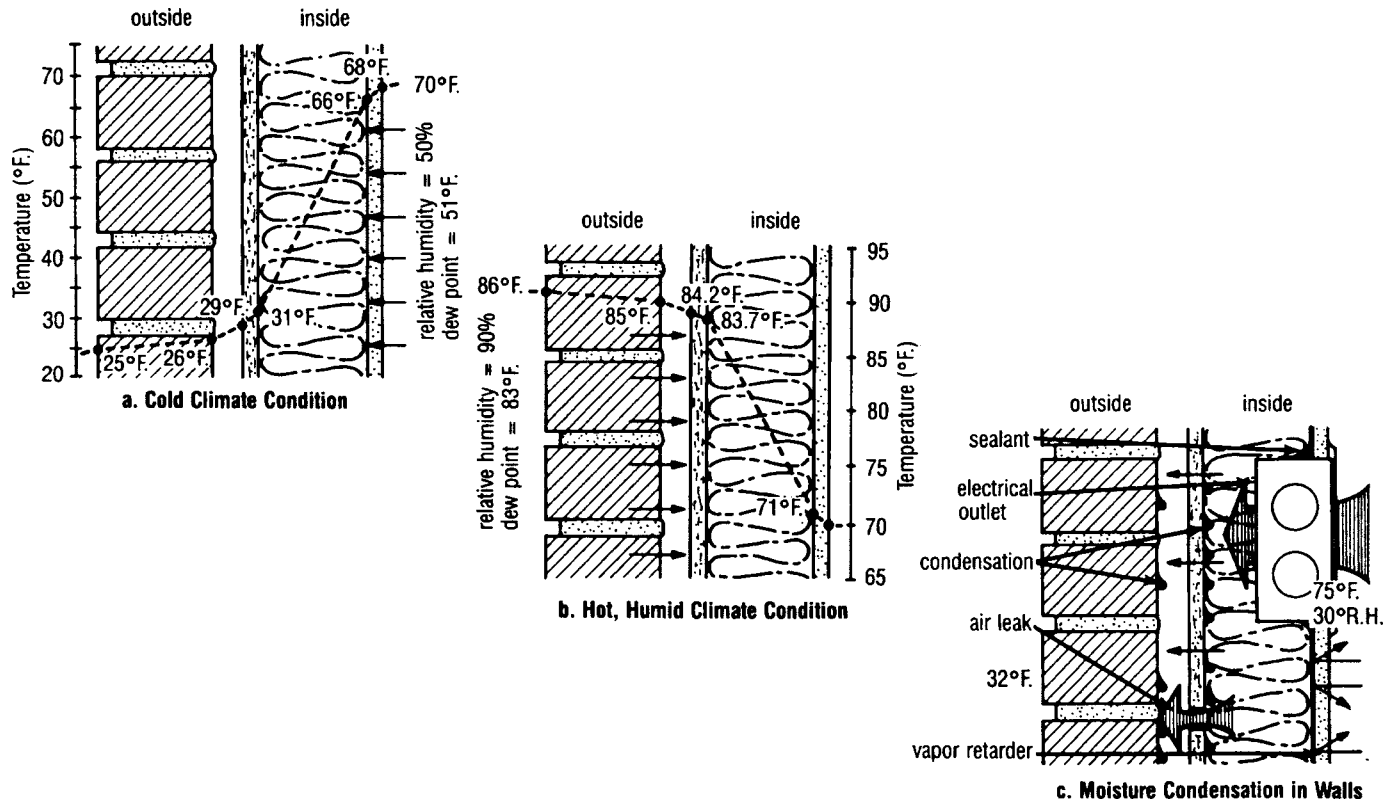 outside inside
Temperature (°F.)
70
60
50
40
30
20
68°F.
70°F.
66°F.
29°F.
31°F.
25°F. 26°F.
relative humidity = 50%
dew point = 51°F.
a. Cold Climate Condition
outside inside
86°F.
84.2°F.
85°F.
83.7°F.
71°F.
relative humidity = 90%
dew point = 83°F.
95
90
85
80
75
70
65
Temperature (°F.)
b. Hot, Humid Climate Condition
outside inside
sealant
electrical
outlet
condensation
air leak
32°F.
vapor retarder
75°F.
30°R.H.
c. Moisture Condensation in Walls